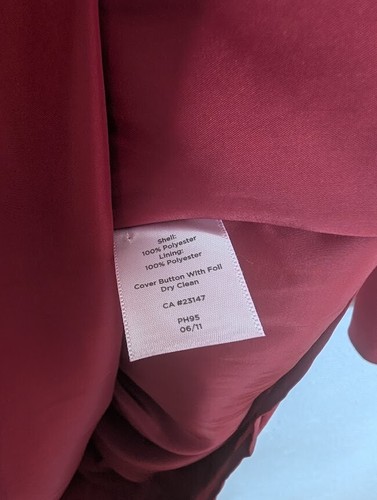 Shell:
100% Polyester
Lining:
100% Polyester
Cover Button With Foil
Dry Clean
CA #23147
PH95
06/11